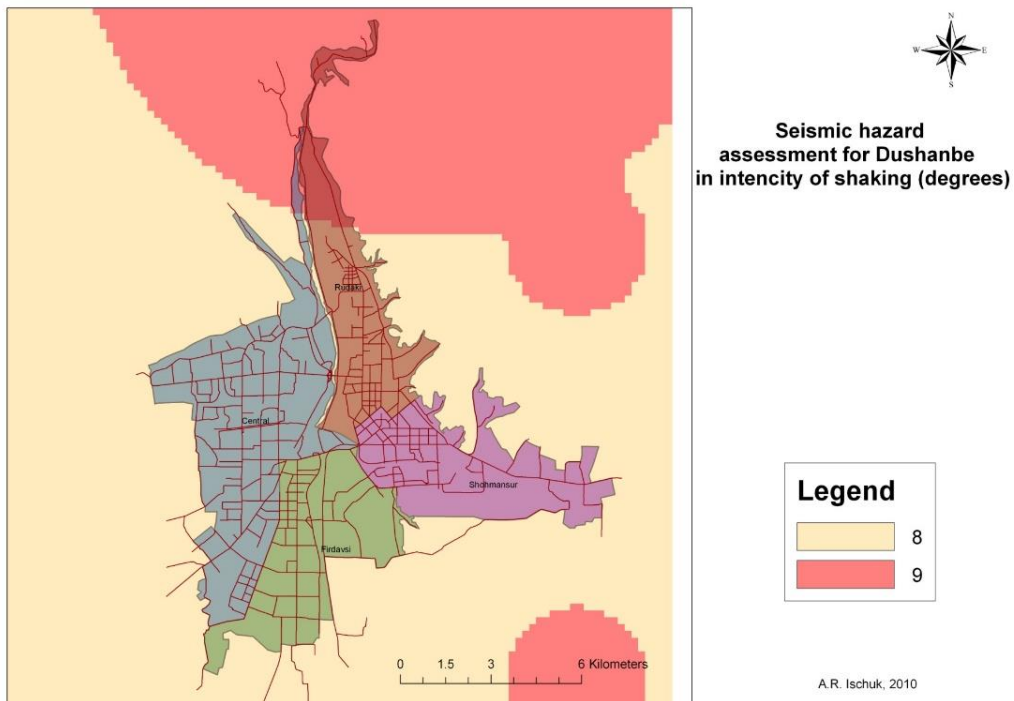 N
W E
S
Seismic hazard
assessment for Dushanbe
in intencity of shaking (degrees)
Rudaki
Central
Shohmansur
Firdavsi
Legend
8
9
0 1.5 3 6 Kilometers
A.R. Ischuk, 2010